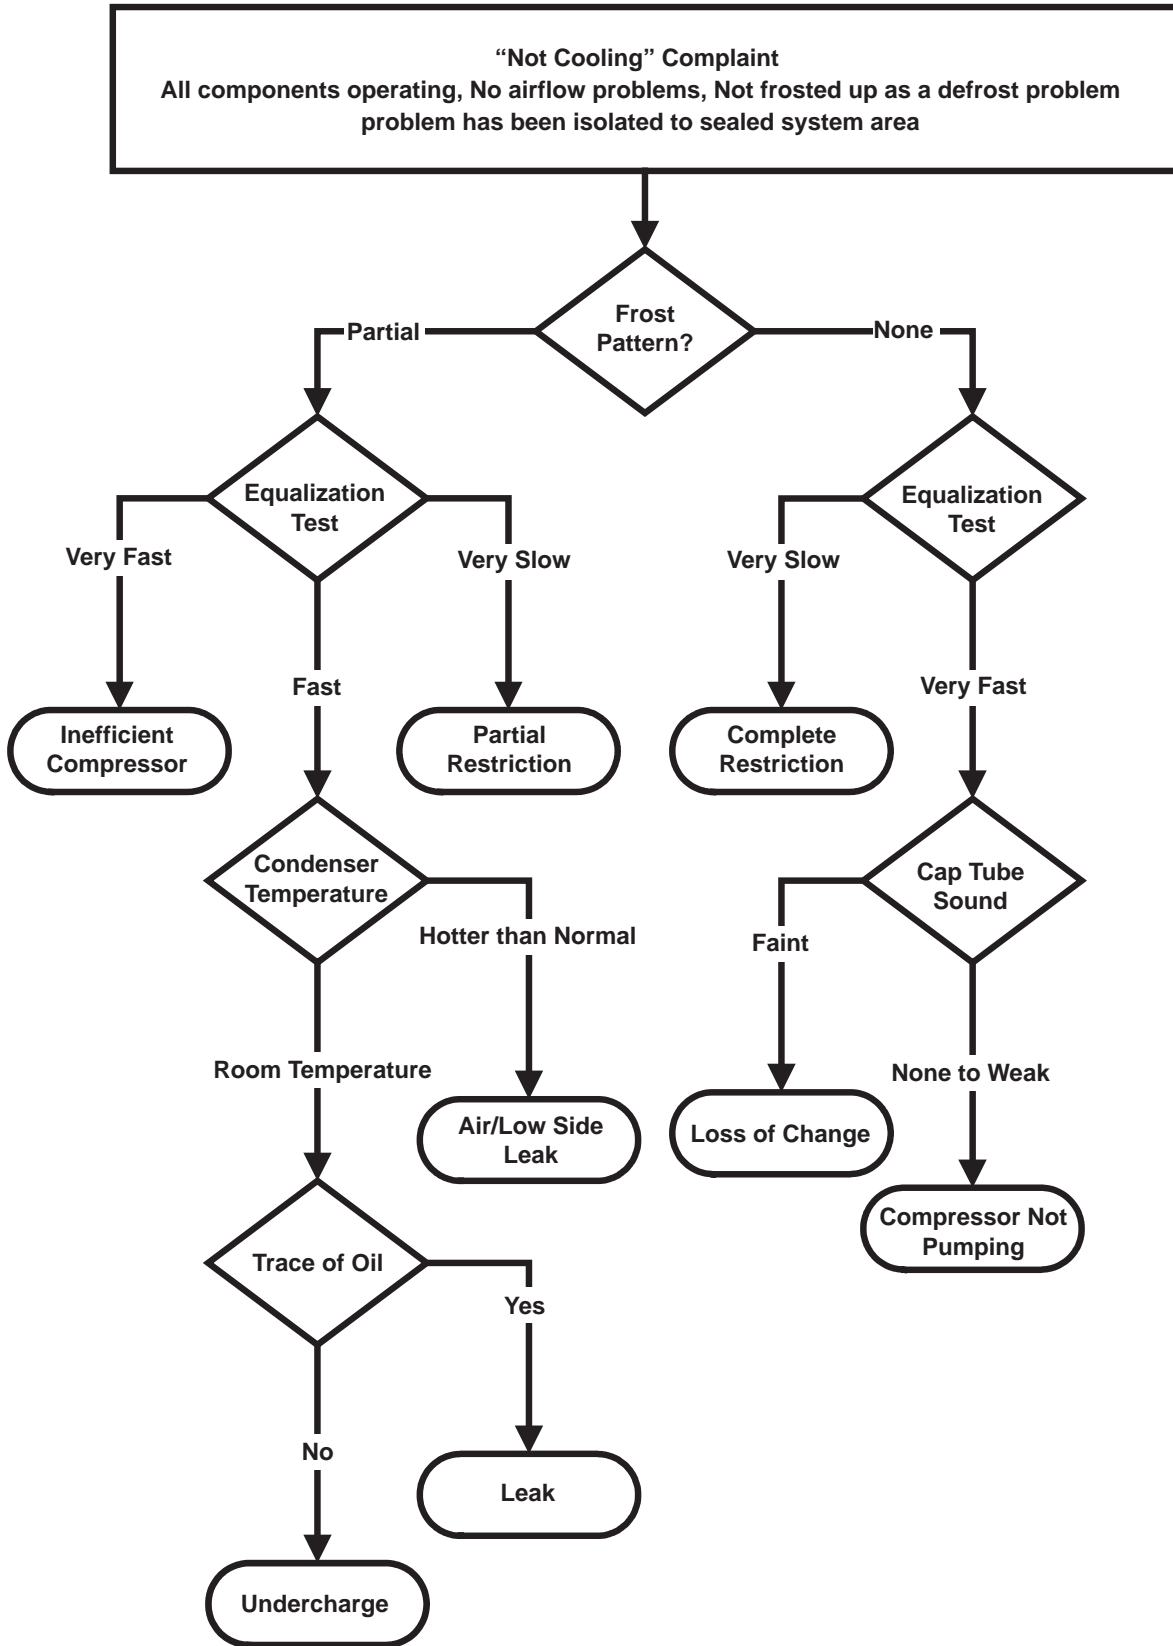 “Not Cooling” Complaint
All components operating, No airflow problems, Not frosted up as a defrost problem
problem has been isolated to sealed system area
Frost
Pattern?
Partial
None
Equalization
Test
Equalization
Test
Very Fast
Very Slow
Very Slow
Fast
Very Fast
Inefficient
Compressor
Partial
Restriction
Complete
Restriction
Condenser
Temperature
Cap Tube
Sound
Hotter than Normal
Faint
Room Temperature
None to Weak
Air/Low Side
Leak
Loss of Change
Compressor Not
Pumping
Trace of Oil
Yes
No
Leak
Undercharge